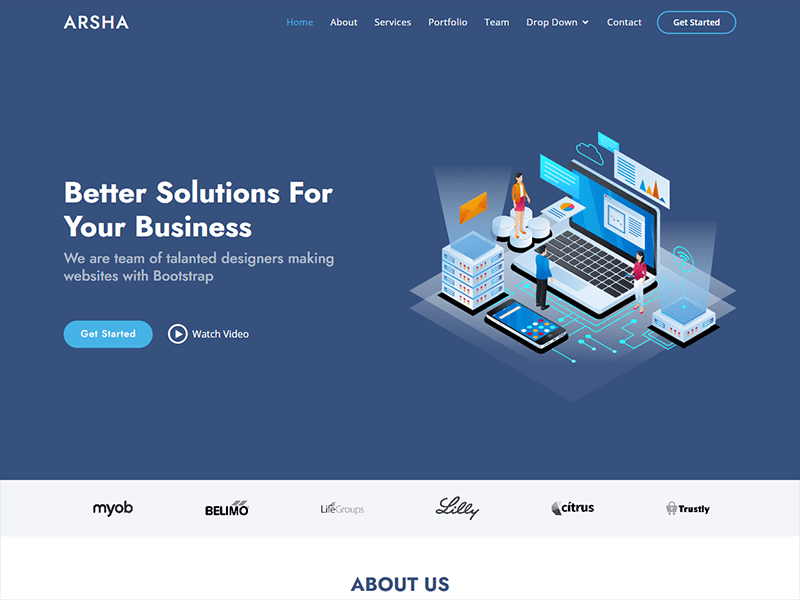 ARSHA
Home About Services Portfolio Team Drop Down Contact Get Started
Better Solutions For
Your Business
We are team of talanted designers making
websites with Bootstrap
Get Started Watch Video
myob BELIMO LifeGroups Lilly citrus Trustly
ABOUT US